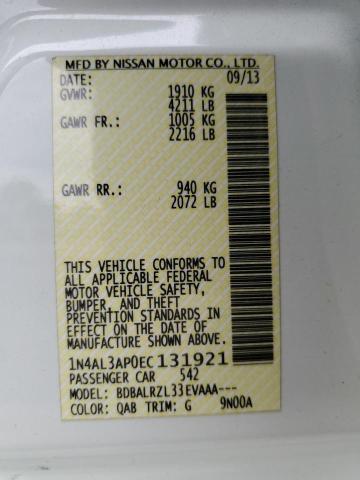 MFD BY NISSAN MOTOR CO., LTD.
DATE: 09/13
GVWR: 1910 KG
4211 LB
GAWR FR.: 1005 KG
2216 LB
GAWR RR.: 940 KG
2072 LB
THIS VEHICLE CONFORMS TO
ALL APPLICABLE FEDERAL
MOTOR VEHICLE SAFETY,
BUMPER, AND THEFT
PREVENTION STANDARDS IN
EFFECT ON THE DATE OF
MANUFACTURE SHOWN ABOVE.
1N4AL3AP0EC131921
PASSENGER CAR 542
MODEL: BDBALRZL33EVAAA---
COLOR: QAB TRIM: G 9N00A